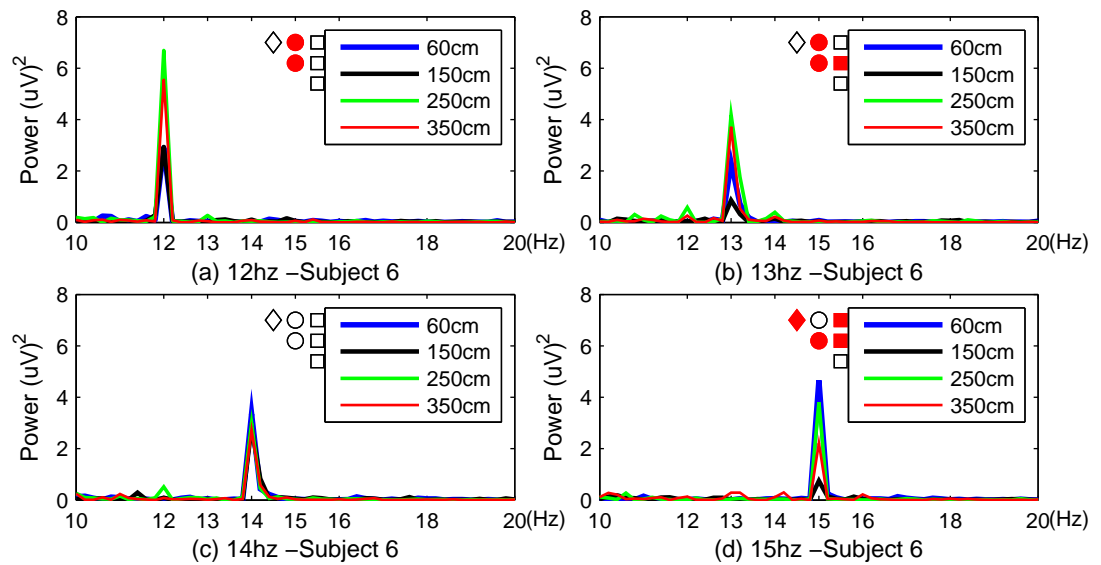 8
6
4
2
0
Power (uV)²
60cm
150cm
250cm
350cm
10 12 13 14 15 16 20(Hz)
(a) 12hz −Subject 6
8
6
4
2
0
Power (uV)²
60cm
150cm
250cm
350cm
10 12 13 14 15 16 20(Hz)
(b) 13hz −Subject 6
8
6
4
2
0
Power (uV)²
60cm
150cm
250cm
350cm
10 12 13 14 15 16 20(Hz)
(c) 14hz −Subject 6
8
6
4
2
0
Power (uV)²
60cm
150cm
250cm
350cm
10 12 13 14 15 16 20(Hz)
(d) 15hz −Subject 6